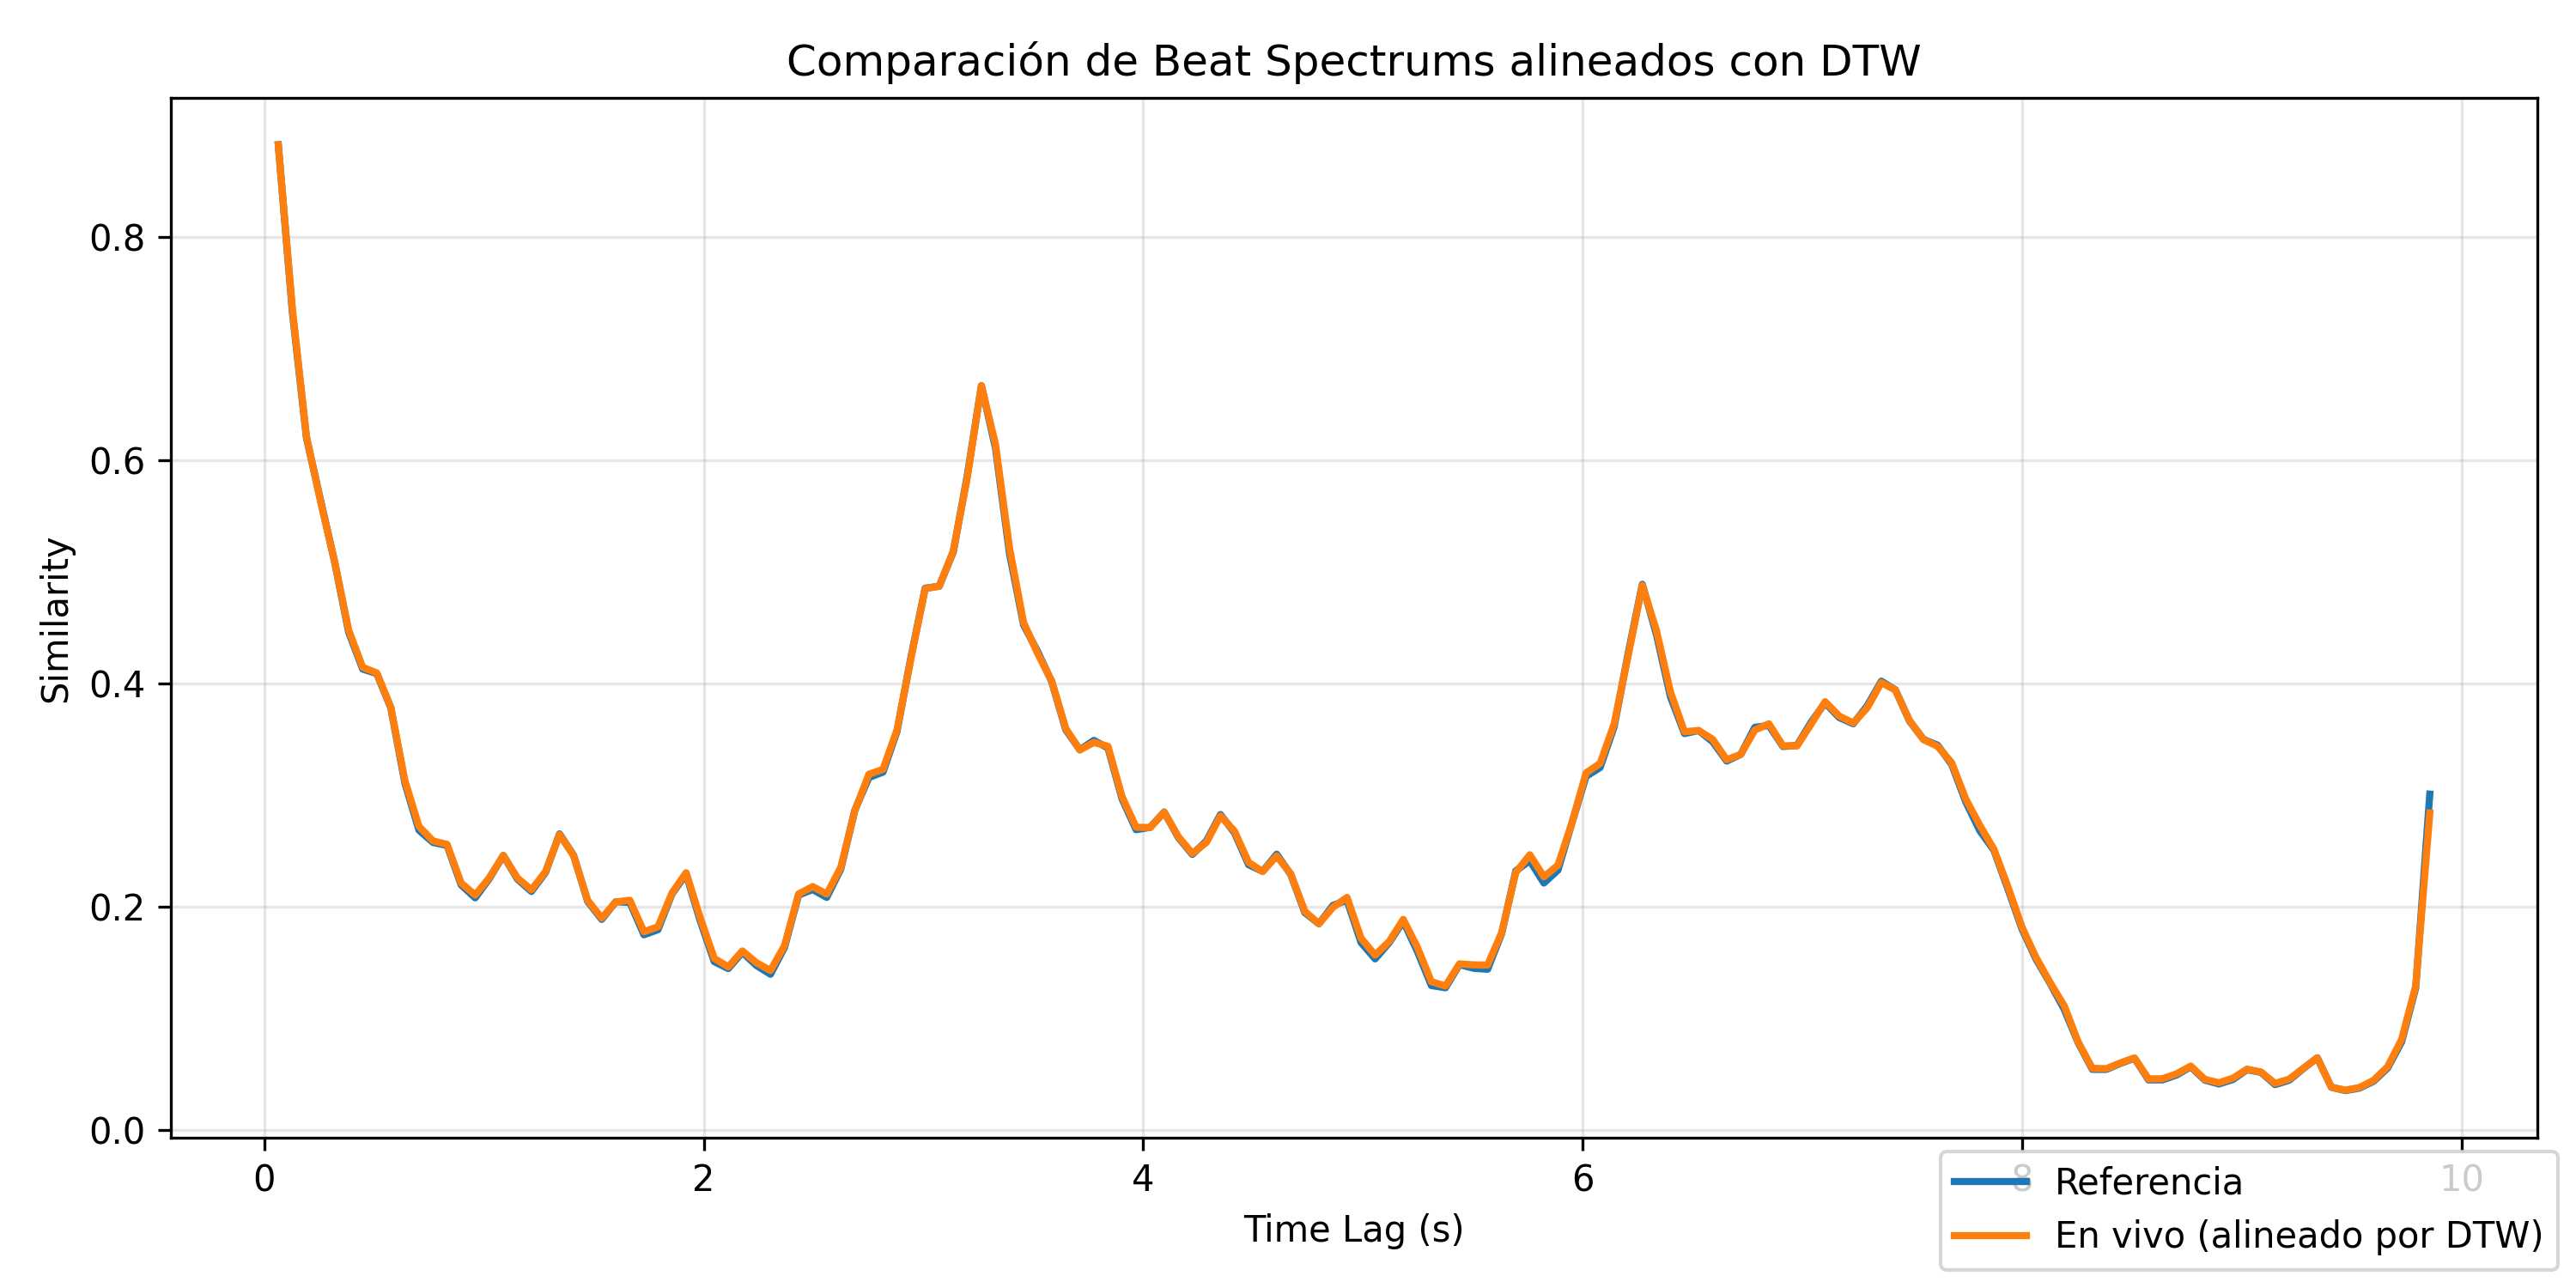 Comparación de Beat Spectrums alineados con DTW
Similarity
0.8
0.6
0.4
0.2
0.0
0 2 4 6 8 10
Time Lag (s)
Referencia
En vivo (alineado por DTW)